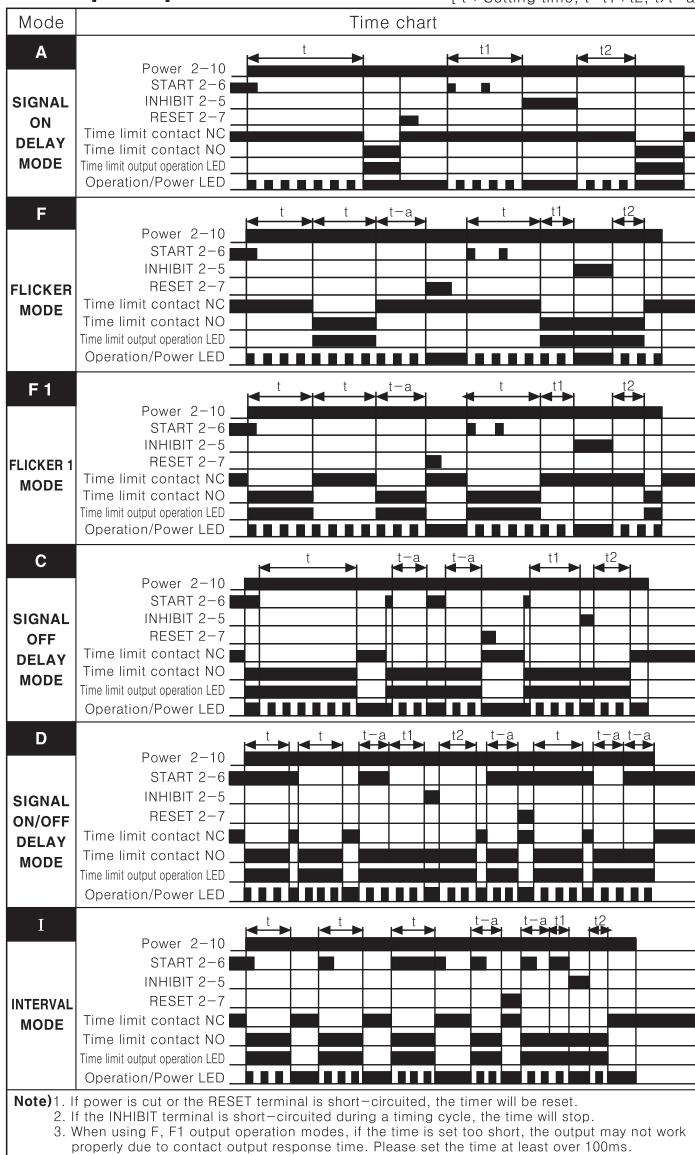 [ t : Setting time, t=t1+t2, t>t-a
Mode Time chart
A
SIGNAL
ON
DELAY
MODE
t t1 t2
Power 2-10
START 2-6
INHIBIT 2-5
RESET 2-7
Time limit contact NC
Time limit contact NO
Time limit output operation LED
Operation/Power LED
F
FLICKER
MODE
t t t-a t t1 t2
Power 2-10
START 2-6
INHIBIT 2-5
RESET 2-7
Time limit contact NC
Time limit contact NO
Time limit output operation LED
Operation/Power LED
F 1
FLICKER 1
MODE
t t t-a t t1 t2
Power 2-10
START 2-6
INHIBIT 2-5
RESET 2-7
Time limit contact NC
Time limit contact NO
Time limit output operation LED
Operation/Power LED
C
SIGNAL
OFF
DELAY
MODE
t t-a t-a t1 t2
Power 2-10
START 2-6
INHIBIT 2-5
RESET 2-7
Time limit contact NC
Time limit contact NO
Time limit output operation LED
Operation/Power LED
D
SIGNAL
ON/OFF
DELAY
MODE
t t t-a t1 t2 t-a t t-a t-a
Power 2-10
START 2-6
INHIBIT 2-5
RESET 2-7
Time limit contact NC
Time limit contact NO
Time limit output operation LED
Operation/Power LED
I
INTERVAL
MODE
t t t t-a t-a t1 t2
Power 2-10
START 2-6
INHIBIT 2-5
RESET 2-7
Time limit contact NC
Time limit contact NO
Time limit output operation LED
Operation/Power LED
Note) 1. If power is cut or the RESET terminal is short-circuited, the timer will be reset.
2. If the INHIBIT terminal is short-circuited during a timing cycle, the time will stop.
3. When using F, F1 output operation modes, if the time is set too short, the output may not work
properly due to contact output response time. Please set the time at least over 100ms.